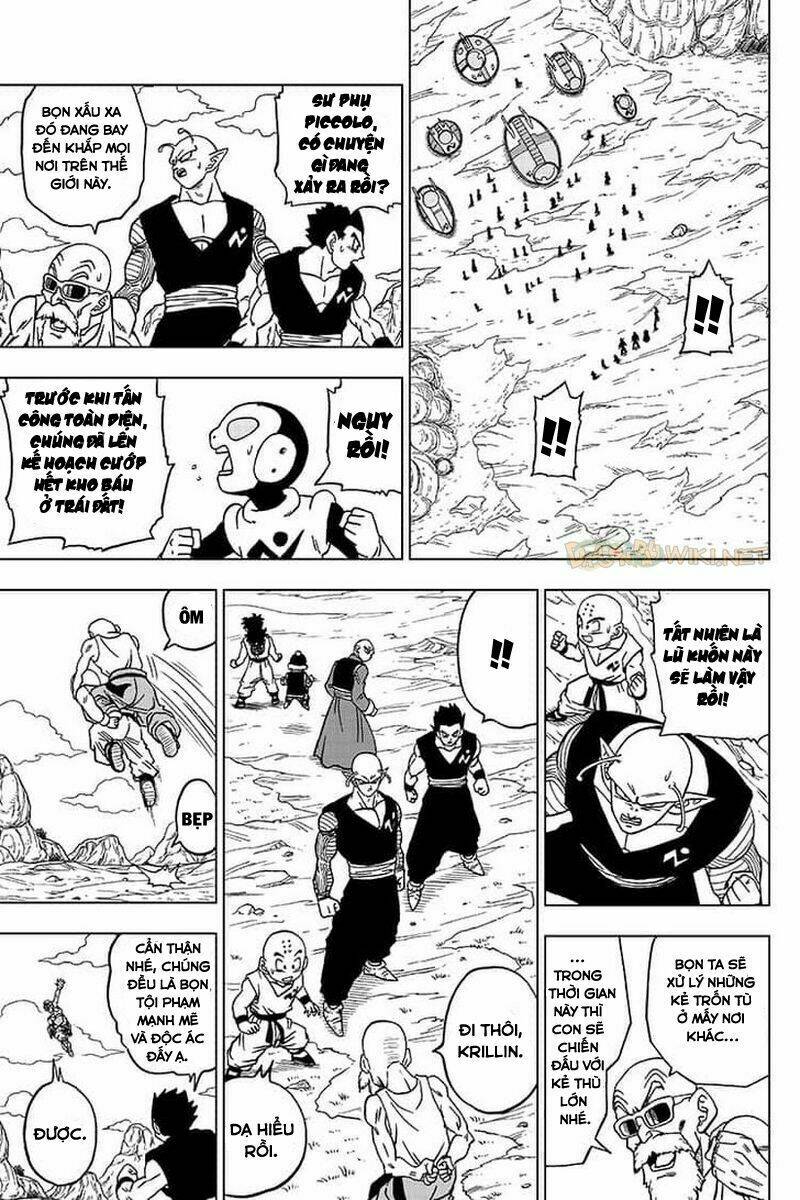 !!
!!
SƯ PHỤ
PICCOLO,
CÓ CHUYỆN
GÌ ĐANG
XẢY RA RỒI?
BỌN XẤU XA
ĐÓ ĐANG BAY
ĐẾN KHẮP MỌI
NƠI TRÊN THẾ
GIỚI NÀY.
NGUY
RỒI!
TRƯỚC KHI TẤN
CÔNG TOÀN DIỆN,
CHÚNG ĐÃ LÊN
KẾ HOẠCH CƯỚP
HẾT KHO BÁU
Ở TRÁI ĐẤT!
WIKI.NET
TẤT NHIÊN LÀ
LŨ KHỐN NÀY
SẼ LÀM VẬY
RỒI!
!!
ÔM
BẸP
BỌN TA SẼ
XỬ LÝ NHỮNG
KẺ TRỐN TÙ
Ở MẤY NƠI
KHÁC...
...
TRONG
THỜI GIAN
NÀY THÌ
CON SẼ
CHIẾN
ĐẤU VỚI
KẺ THÙ
LỚN
NHÉ.
ĐI THÔI,
KRILLIN.
DẠ HIỂU
RỒI.
CẨN THẬN
NHÉ, CHÚNG
ĐỀU LÀ BỌN
TỘI PHẠM
MẠNH MẼ
VÀ ĐỘC ÁC
ĐẤY Ạ.
ĐƯỢC.